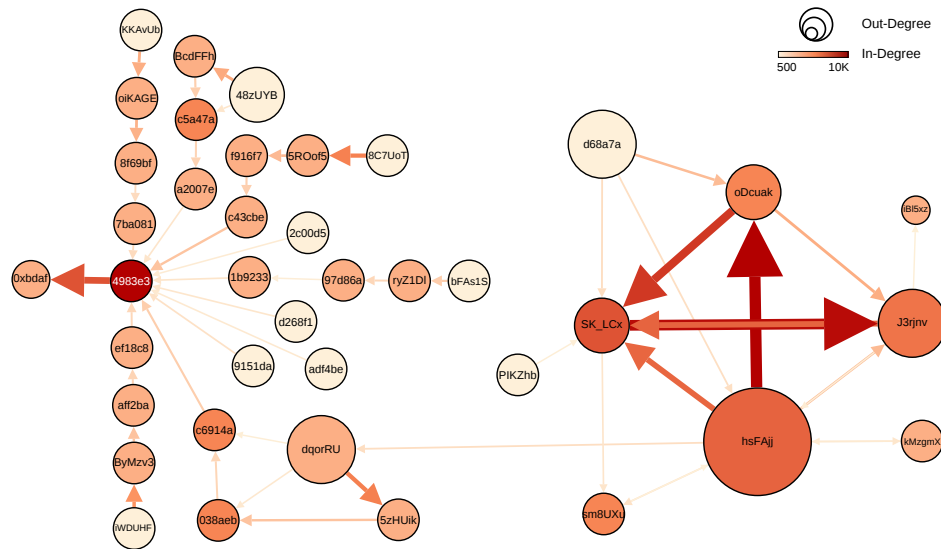 KKAvUb
Out-Degree
BcdFFh
In-Degree
500
10K
48zUYB
oiKAGE
c5a47a
d68a7a
8f69bf
f916f7
5ROof5
8C7UoT
a2007e
oDcuak
iBl5xz
7ba081
c43cbe
2c00d5
0xbdaf
4983e3
1b9233
97d86a
ryZ1DI
bFAs1S
d268f1
SK_LCx
J3rjnv
ef18c8
9151da
adf4be
PIKZhb
aff2ba
c6914a
dqorRU
hsFAjj
kMzgmX
ByMzv3
iWDUHF
038aeb
5zHUik
sm8UXu